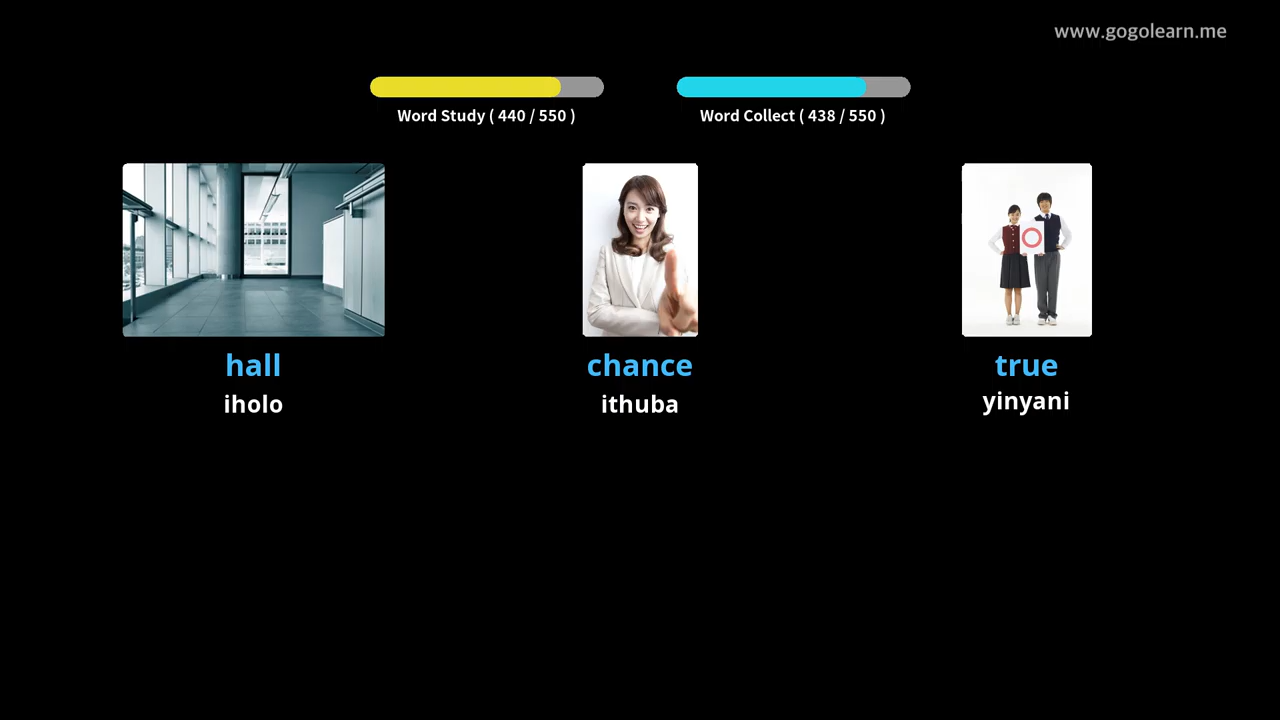 www.gogolearn.me
Word Study ( 440 / 550 )
Word Collect ( 438 / 550 )
hall
chance
true
iholo
ithuba
yinyani